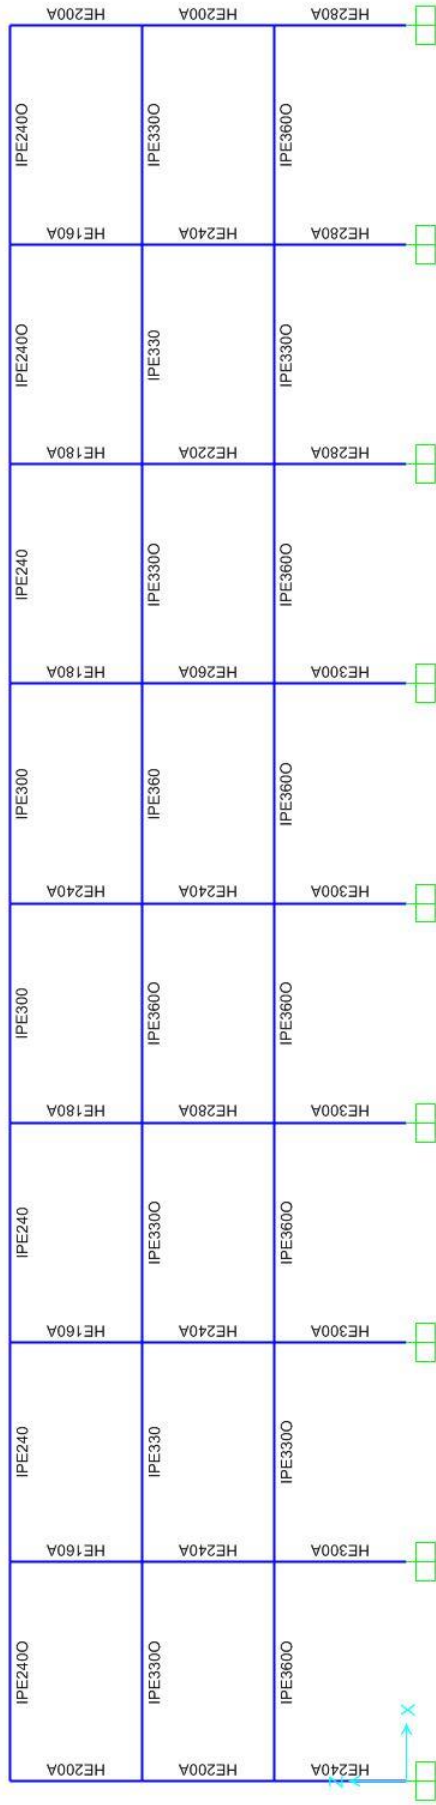 HE200A
HE200A
HE280A
IPE240O
IPE330O
IPE360O
HE160A
HE240A
HE280A
IPE240O
IPE330
IPE330O
HE180A
HE220A
HE280A
IPE240
IPE330O
IPE360O
HE180A
HE260A
HE300A
IPE300
IPE360
IPE360O
HE240A
HE240A
HE300A
IPE300
IPE360O
IPE360O
HE180A
HE280A
HE300A
IPE240
IPE330O
IPE360O
HE160A
HE240A
HE300A
IPE240
IPE330
IPE330O
HE160A
HE240A
HE300A
IPE240O
IPE330O
IPE360O
X
HE200A
HE200A
HE240A
Z